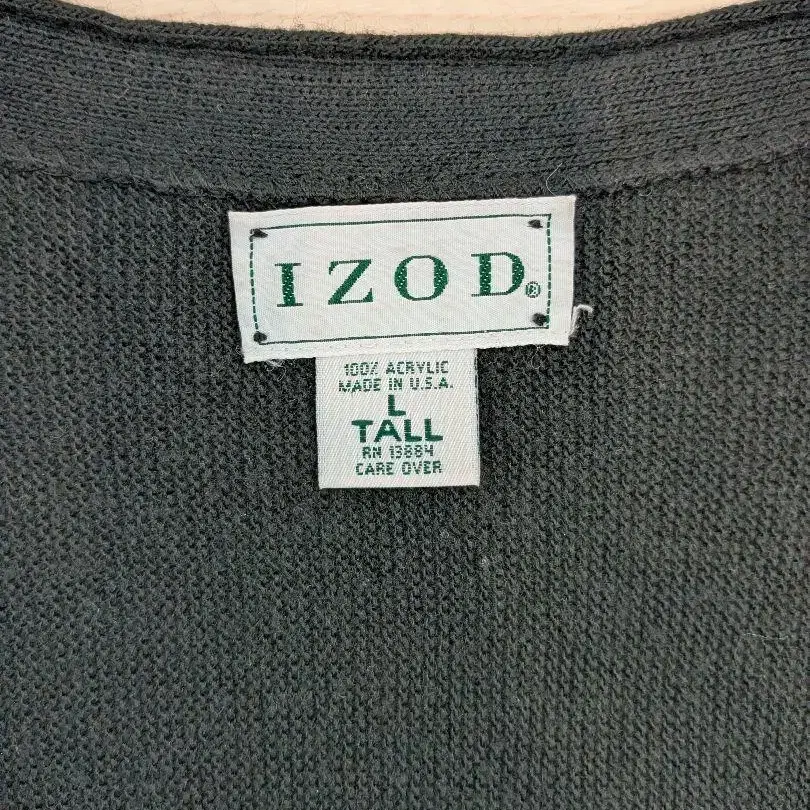 IZOD®
100% ACRYLIC
MADE IN U.S.A.
L
TALL
RN 13884
CARE OVER